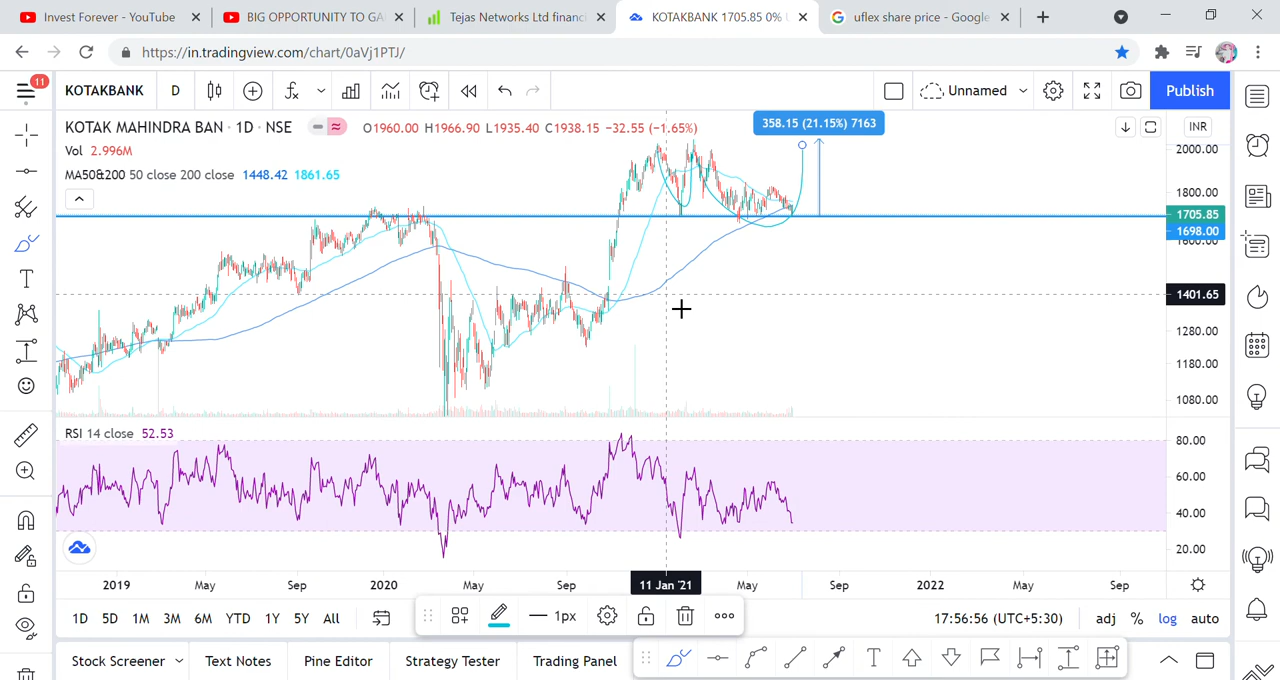 Invest Forever - YouTube
BIG OPPORTUNITY TO GA
Tejas Networks Ltd financ
KOTAKBANK 1705.85 0% U
uflex share price - Google
https://in.tradingview.com/chart/0aVj1PTJ/
11
KOTAKBANK
D
Unnamed
Publish
KOTAK MAHINDRA BAN · 1D · NSE
O1960.00 H1966.90 L1935.40 C1938.15 −32.55 (−1.65%)
358.15 (21.15%) 7163
INR
Vol 2.996M
2000.00
MA50&200 50 close 200 close 1448.42 1861.65
1800.00
1705.85
1698.00
1600.00
1401.65
1280.00
1180.00
1080.00
RSI 14 close 52.53
80.00
60.00
40.00
20.00
2019 May Sep 2020 May Sep 11 Jan '21 May Sep 2022 May Sep
1D 5D 1M 3M 6M YTD 1Y 5Y All
1px
17:56:56 (UTC+5:30)
adj % log auto
Stock Screener Text Notes Pine Editor Strategy Tester Trading Panel
T
T